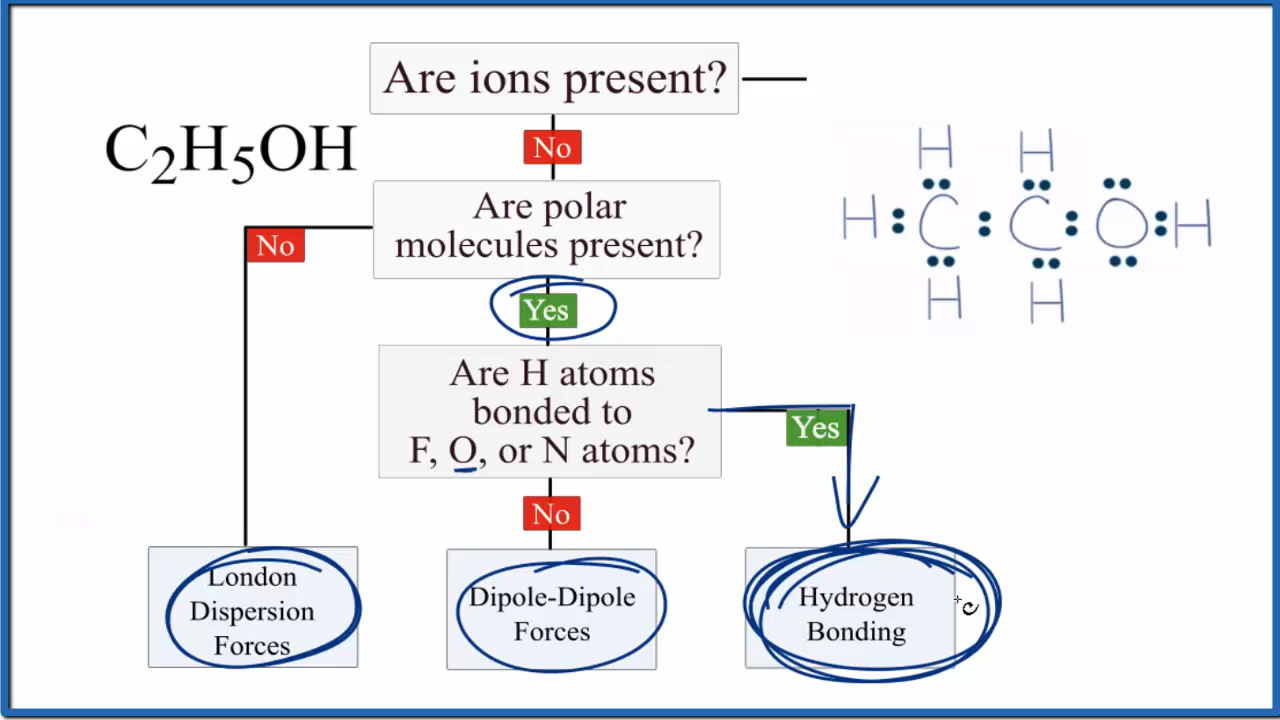 Are ions present?
C₂H₅OH
No
Are polar
molecules present?
No
Yes
Are H atoms
bonded to
F, O, or N atoms?
Yes
No
London
Dispersion
Forces
Dipole-Dipole
Forces
Hydrogen
Bonding
H H
H : C : C : O : H
H H